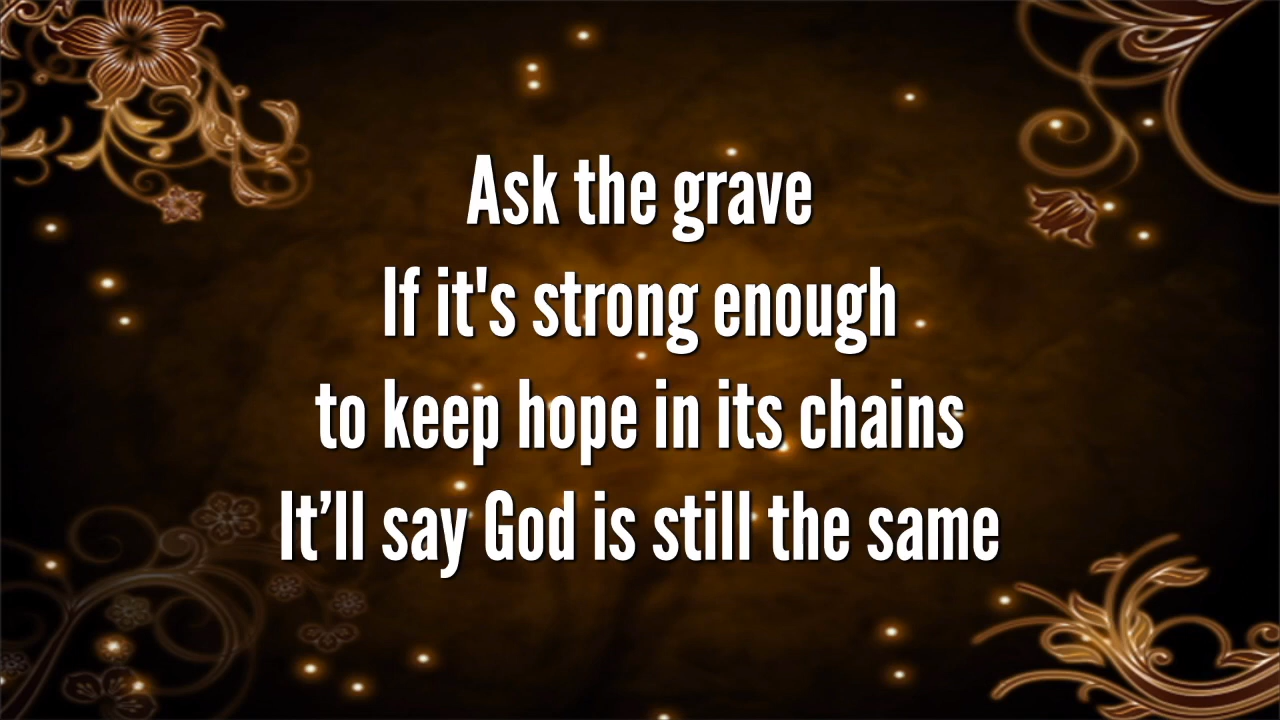 Ask the grave
If it's strong enough
to keep hope in its chains
It’ll say God is still the same